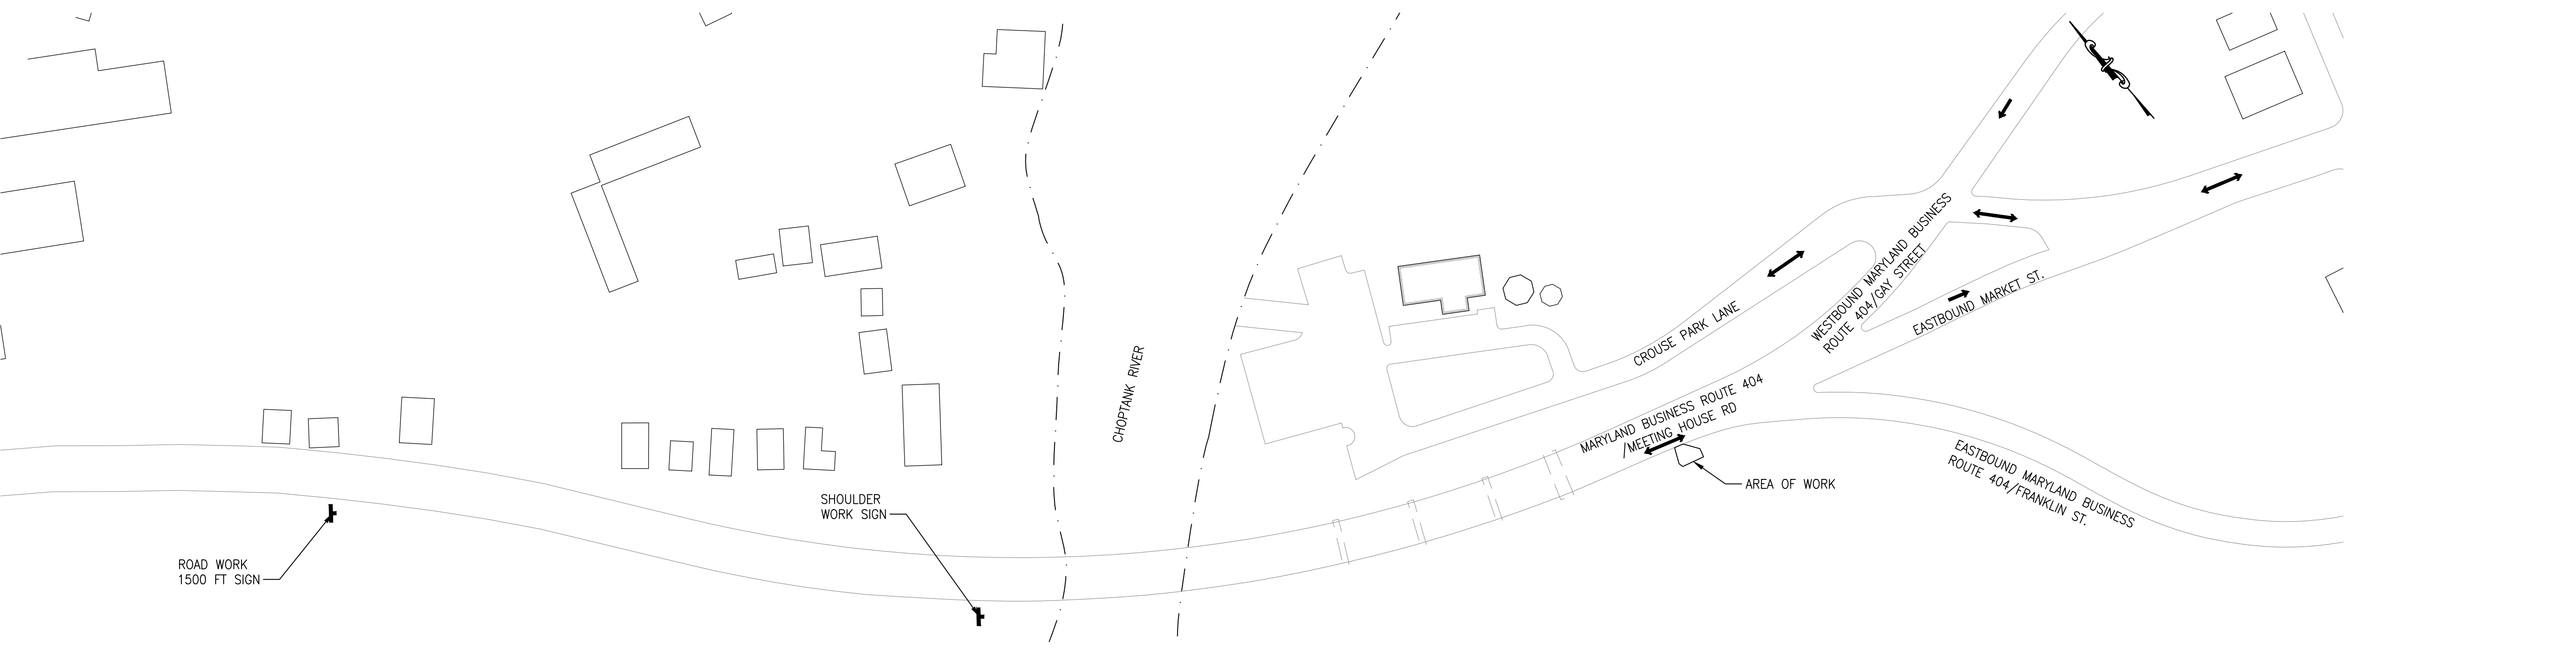 WESTBOUND MARYLAND BUSINESS
ROUTE 404/GAY STREET
EASTBOUND MARKET ST.
CROUSE PARK LANE
CHOPTANK RIVER
MARYLAND BUSINESS ROUTE 404
/MEETING HOUSE RD
AREA OF WORK
EASTBOUND MARYLAND BUSINESS
ROUTE 404/FRANKLIN ST.
SHOULDER
WORK SIGN
ROAD WORK
1500 FT SIGN